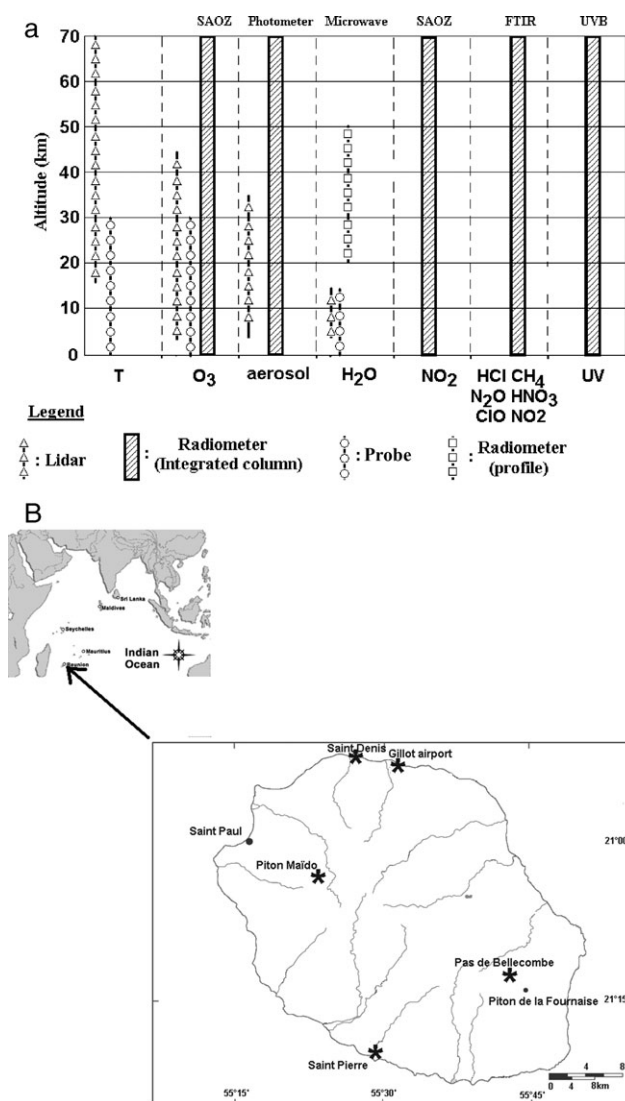 a
SAOZ Photometer Microwave SAOZ FTIR UVB
Altitude (km)
70
60
50
40
30
20
10
0
T O3 aerosol H2O NO2 HCl CH4 UV
N2O HNO3
ClO NO2
Legend
: Lidar
: Radiometer (Integrated column)
: Probe
: Radiometer (profile)
B
Sri Lanka
Maldives
Seychelles
Mauritius
Reunion
Indian Ocean
Saint Denis
Gillot airport
Saint Paul
21°00
Piton Maïdo
Pas de Bellecombe
Piton de la Fournaise
21°15
Saint Pierre
0 4 8km 4 8
55°15" 55°30" 55°45"